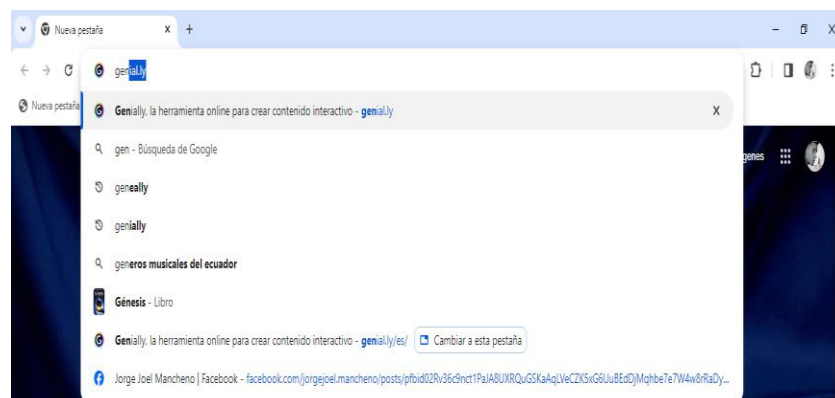 Nueva pestaña
genial.ly
Nueva pestaña
Genially, la herramienta online para crear contenido interactivo - genial.ly
gen - Búsqueda de Google
geneally
genially
generos musicales del ecuador
Génesis - Libro
Genially, la herramienta online para crear contenido interactivo - genial.ly/es/ Cambiar a esta pestaña
Jorge Joel Mancheno | Facebook - facebook.com/jorgejoel.mancheno/posts/